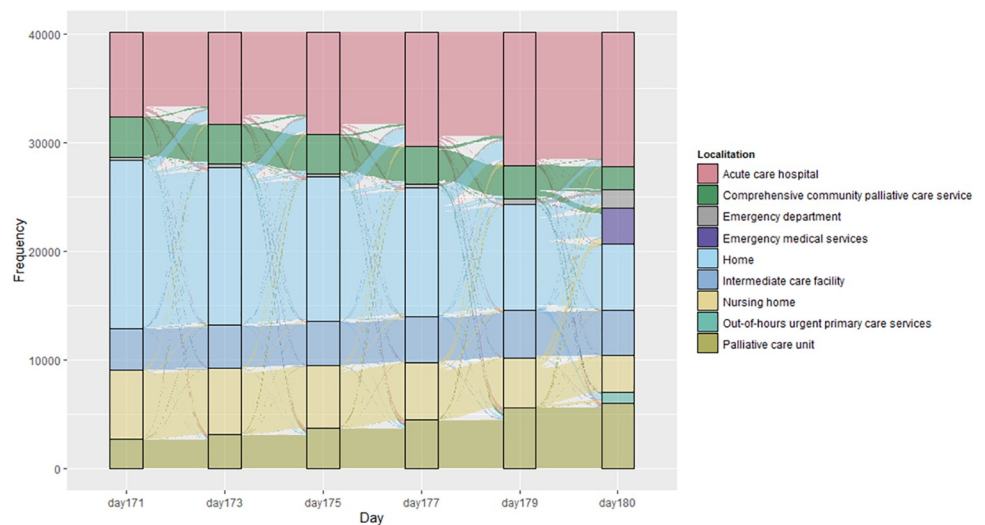 40000
30000
20000
10000
0
Frequency
day171 day173 day175 day177 day179 day180
Day
Localitation
Acute care hospital
Comprehensive community palliative care service
Emergency department
Emergency medical services
Home
Intermediate care facility
Nursing home
Out-of-hours urgent primary care services
Palliative care unit